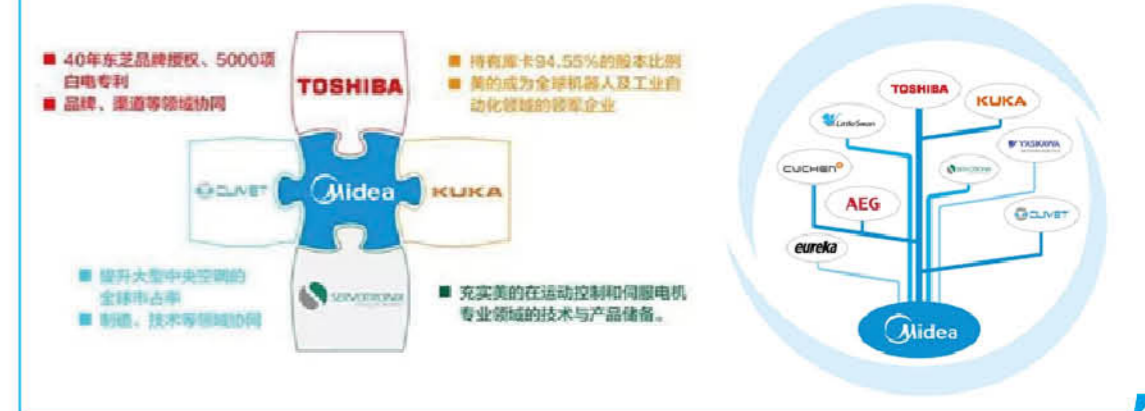 ■ 40年东芝品牌授权、5000项
白电专利
■ 品牌、渠道等领域协同
TOSHIBA
■ 持有库卡94.55%的股本比例
■ 美的成为全球机器人及工业自
动化领域的领军企业
CLIVET
Midea
KUKA
■ 提升大型中央空调的
全球市占率
■ 制造、技术等领域协同
SERVOTRONIX
■ 充实美的在运动控制和伺服电机
专业领域的技术与产品储备。
TOSHIBA
KUKA
LittleSwan
YASKAWA
CUCHEN
SERVOTRONIX
AEG
CLIVET
eureka
Midea